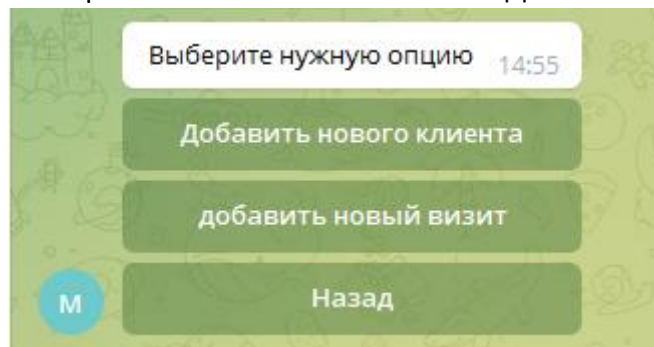 Выберите нужную опцию 14:55
Добавить нового клиента
добавить новый визит
М Назад